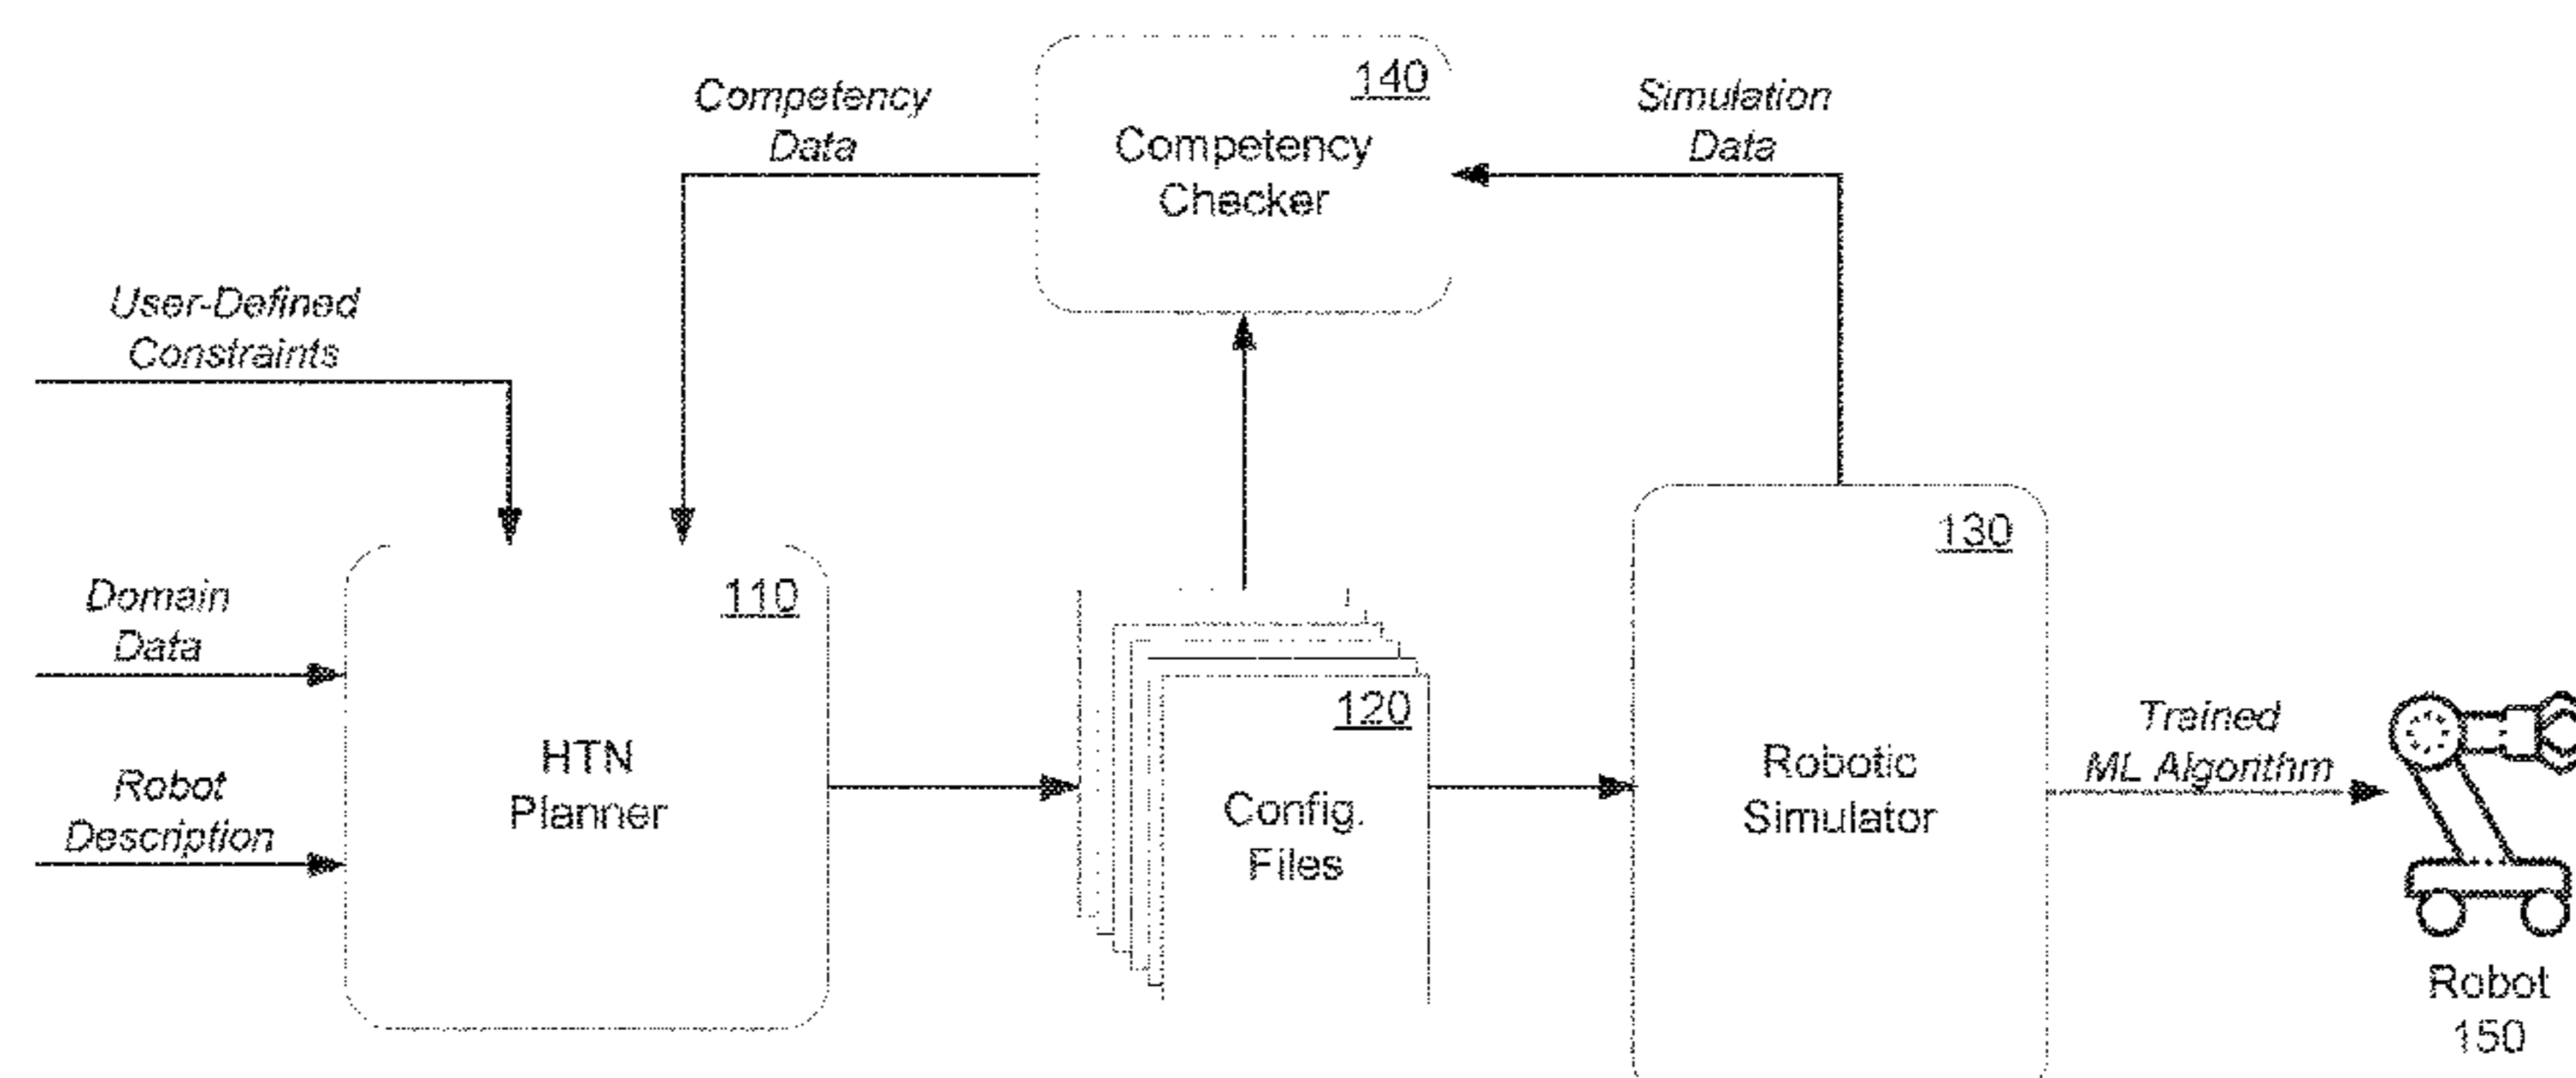 140
Competency
Checker
Competency
Data
Simulation
Data
User-Defined
Constraints
Domain
Data
Robot
Description
110
HTN
Planner
120
Config.
Files
130
Robotic
Simulator
Trained
ML Algorithm
Robot
150